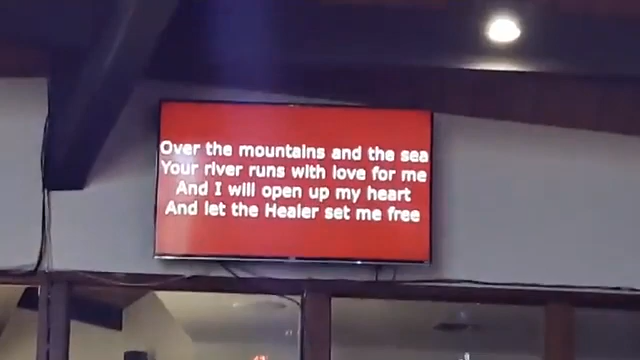 Over the mountains and the sea
Your river runs with love for me
And I will open up my heart
And let the Healer set me free